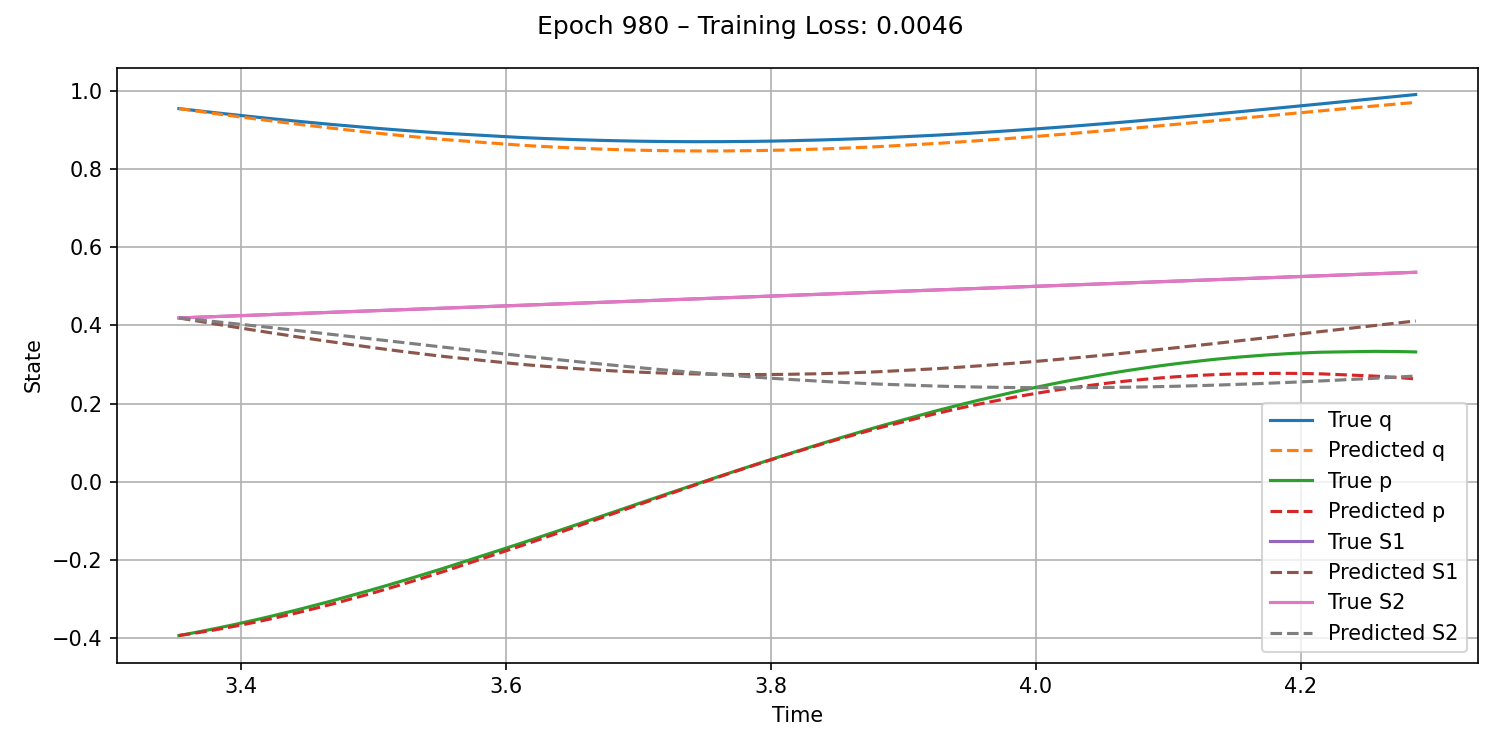 Epoch 980 – Training Loss: 0.0046
1.0
0.8
0.6
0.4
0.2
0.0
−0.2
−0.4
State
3.4
3.6
3.8
4.0
4.2
Time
True q
Predicted q
True p
Predicted p
True S1
Predicted S1
True S2
Predicted S2